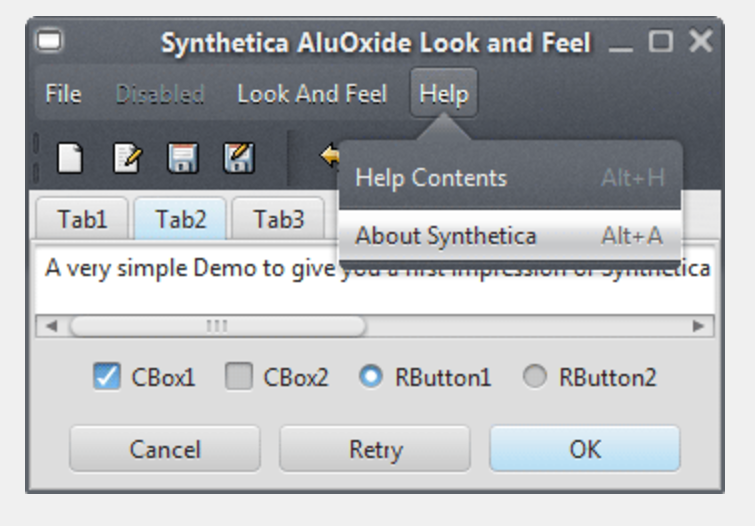 Synthetica AluOxide Look and Feel
File Disabled Look And Feel Help
Help Contents Alt+H
About Synthetica Alt+A
Tab1 Tab2 Tab3
A very simple Demo to give you a first impression of Synthetica
CBox1 CBox2 RButton1 RButton2
Cancel Retry OK